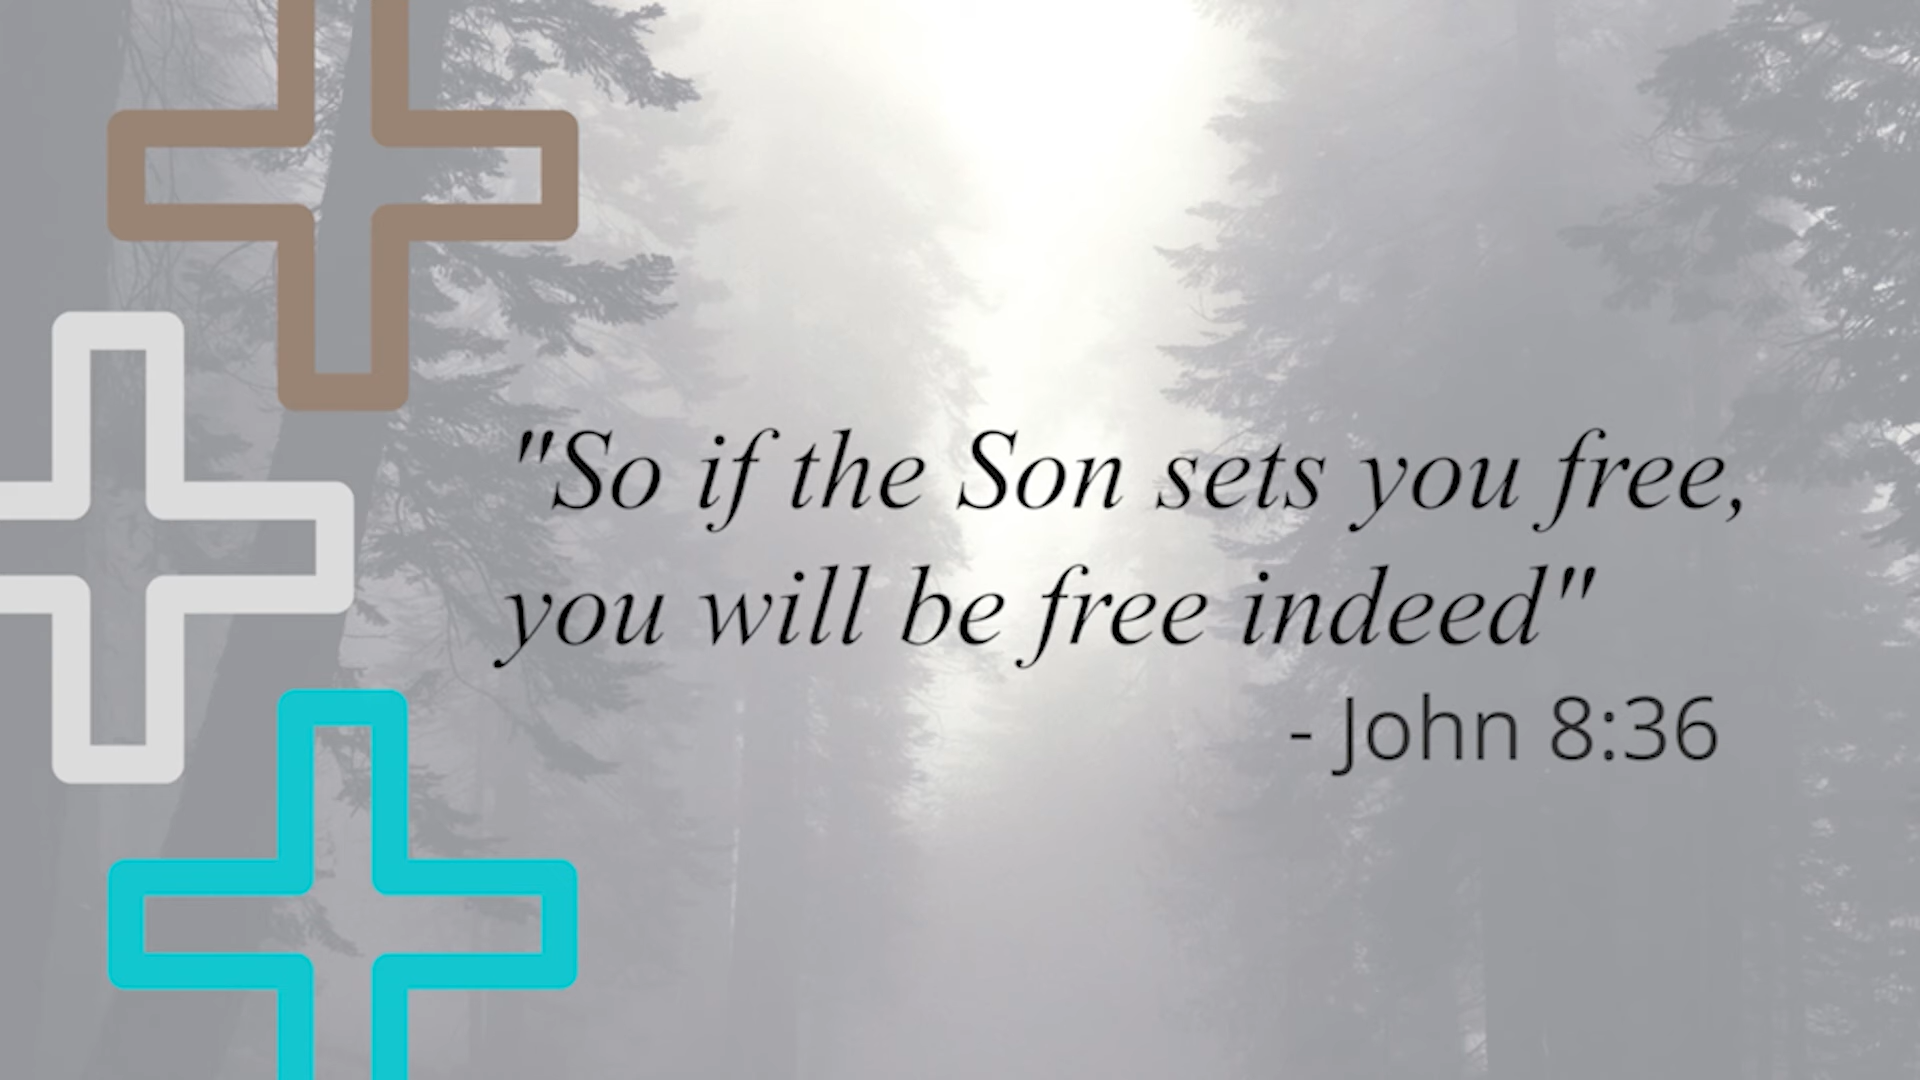 "So if the Son sets you free,
you will be free indeed"
- John 8:36